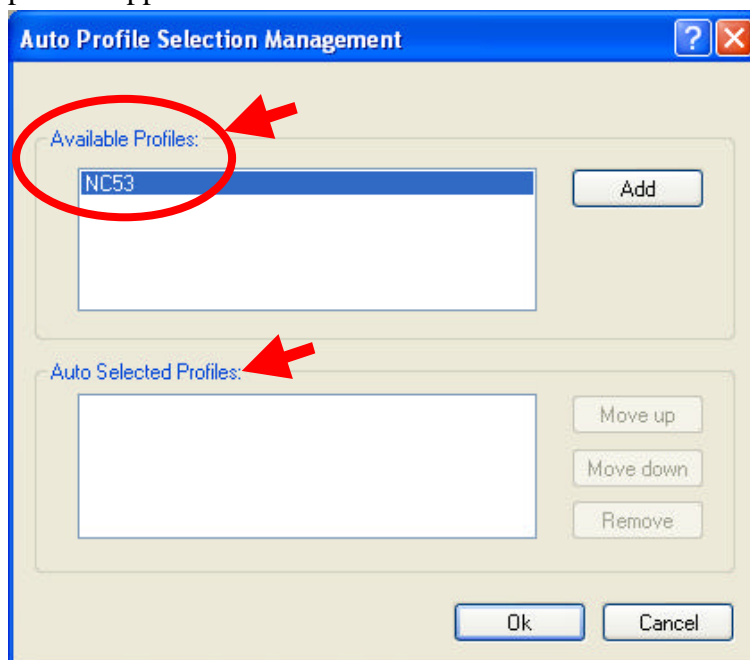 Auto Profile Selection Management
Available Profiles:
NC53
Add
Auto Selected Profiles:
Move up
Move down
Remove
Ok
Cancel